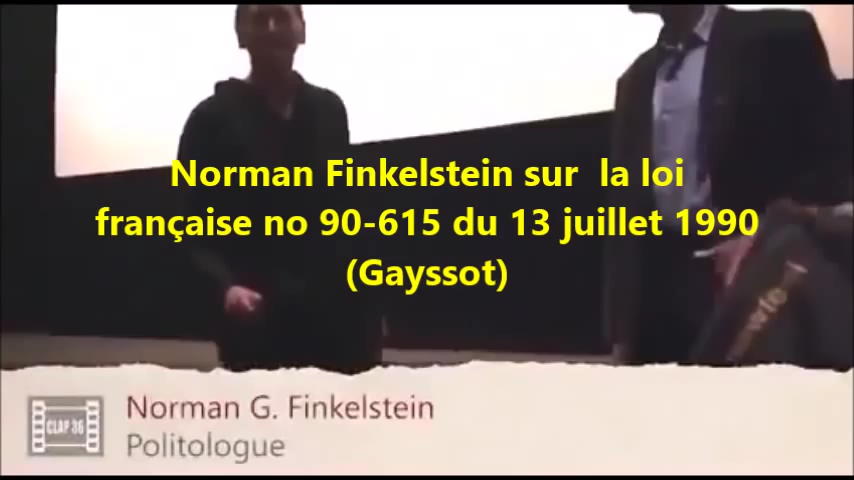 Norman Finkelstein sur  la loi
française no 90-615 du 13 juillet 1990
(Gayssot)
CLAP 36
Norman G. Finkelstein
Politologue